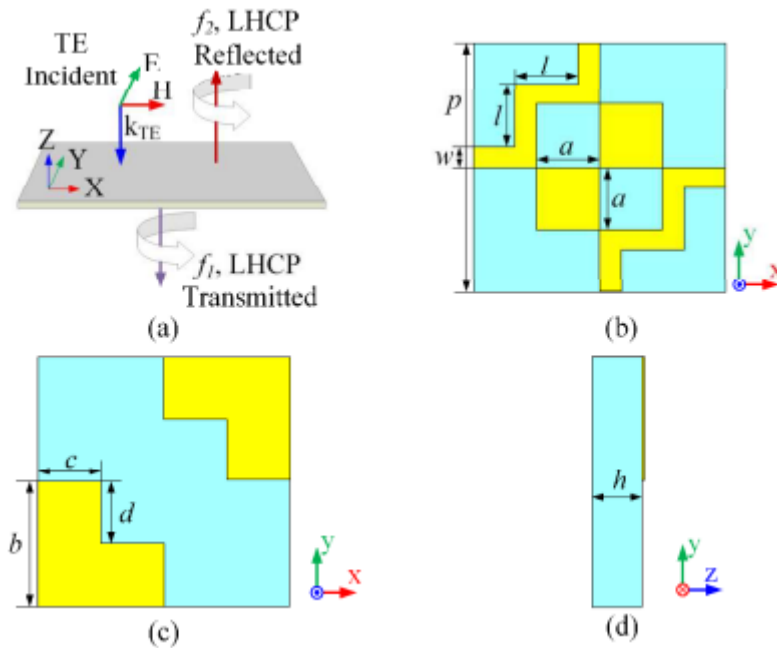 TE
Incident
E
H
k_TE
Z
Y
X
f2, LHCP
Reflected
f1, LHCP
Transmitted
(a)
p
l
l
w
a
a
y
x
(b)
c
d
b
y
x
(c)
h
y
z
(d)